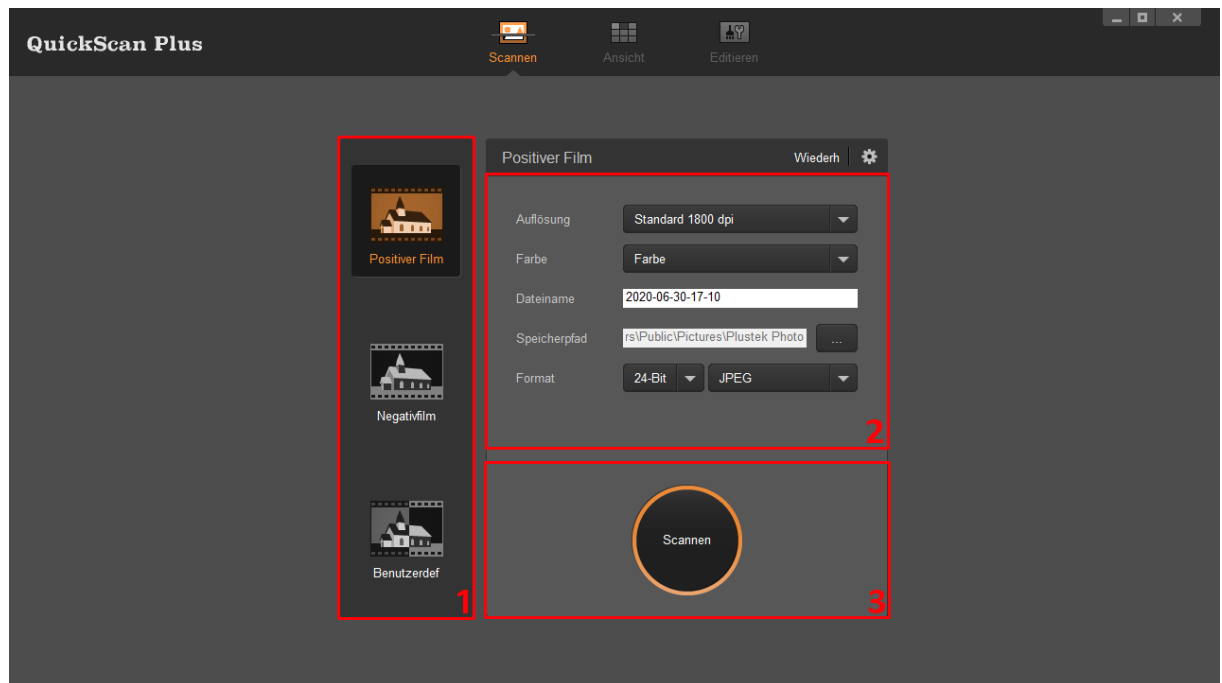 QuickScan Plus
Scannen
Ansicht
Editieren
Positiver Film
Negativfilm
Benutzerdef
1
Positiver Film
Wiederh
Auflösung
Standard 1800 dpi
Farbe
Farbe
Dateiname
2020-06-30-17-10
Speicherpfad
rs\Public\Pictures\Plustek Photo
...
Format
24-Bit
JPEG
2
Scannen
3